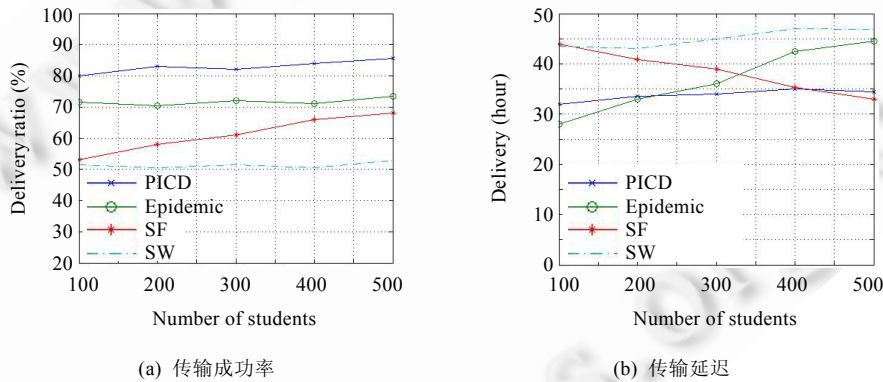 100
90
80
70
60
50
40
30
20
Delivery ratio (%)
PICD
Epidemic
SF
SW
100 200 300 400 500
Number of students
(a) 传输成功率
50
40
30
20
10
0
Delivery (hour)
PICD
Epidemic
SF
SW
100 200 300 400 500
Number of students
(b) 传输延迟